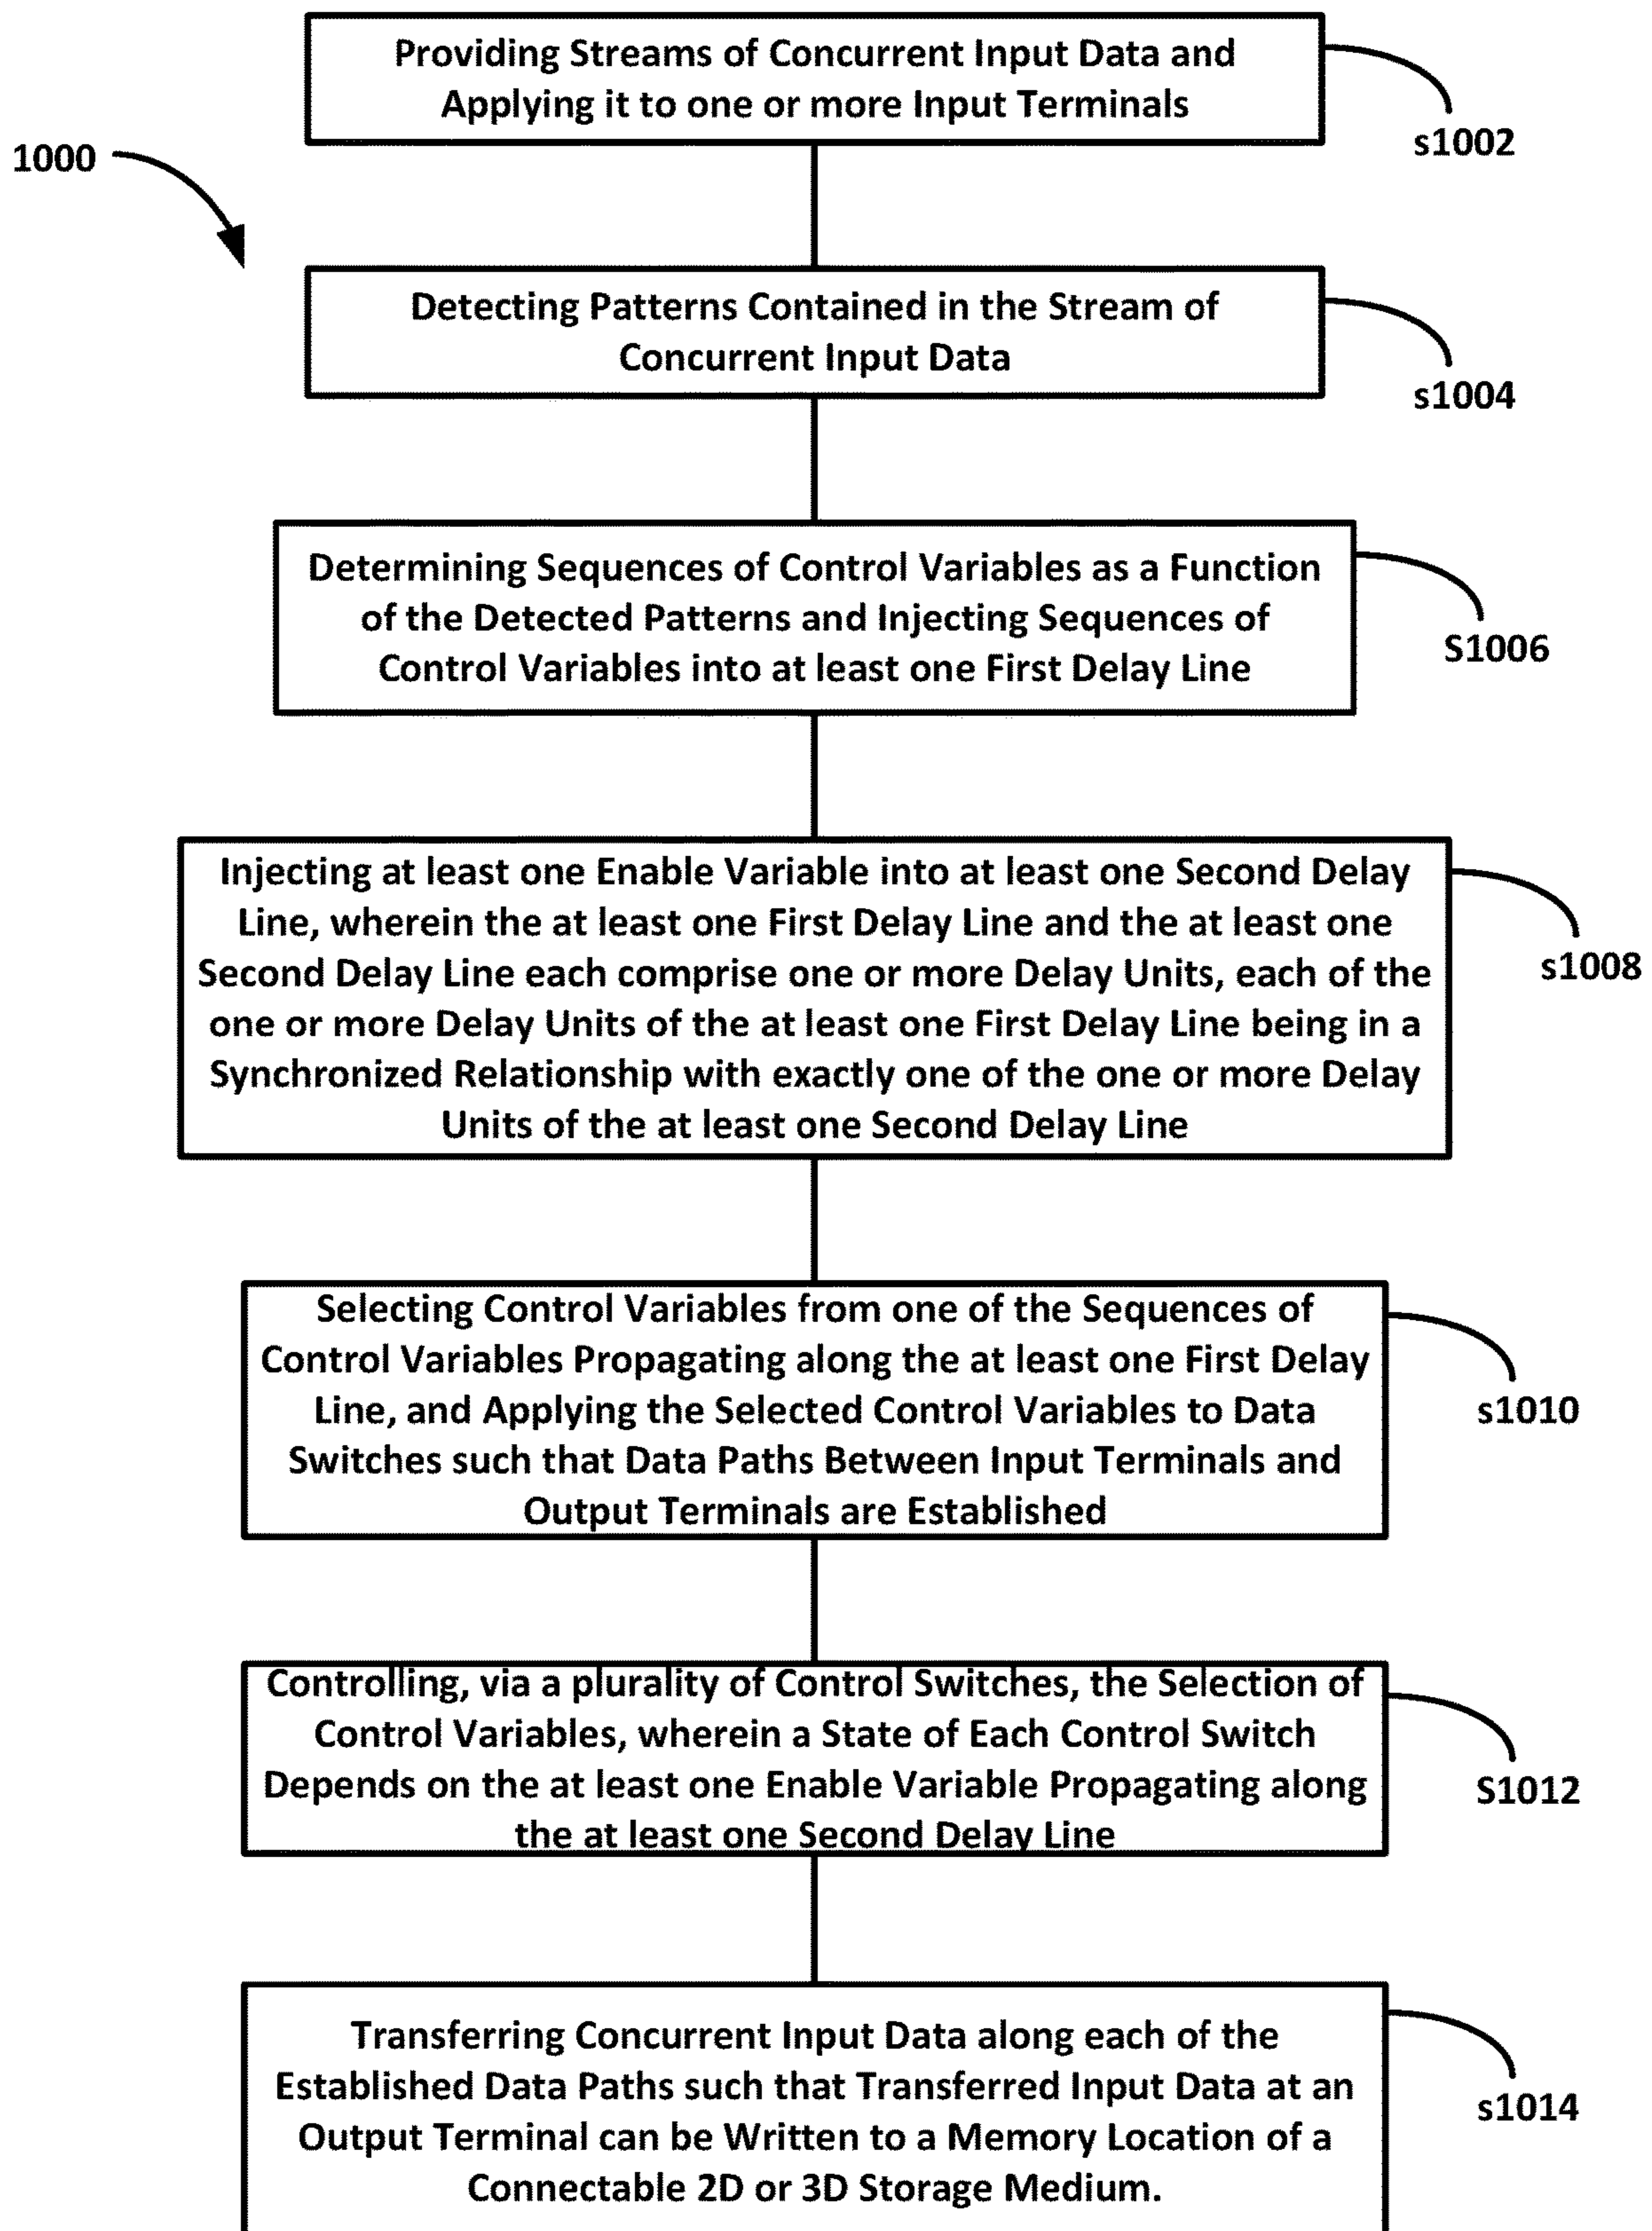 Providing Streams of Concurrent Input Data and
Applying it to one or more Input Terminals
s1002
1000
Detecting Patterns Contained in the Stream of
Concurrent Input Data
s1004
Determining Sequences of Control Variables as a Function
of the Detected Patterns and Injecting Sequences of
Control Variables into at least one First Delay Line
S1006
Injecting at least one Enable Variable into at least one Second Delay
Line, wherein the at least one First Delay Line and the at least one
Second Delay Line each comprise one or more Delay Units, each of the
one or more Delay Units of the at least one First Delay Line being in a
Synchronized Relationship with exactly one of the one or more Delay
Units of the at least one Second Delay Line
s1008
Selecting Control Variables from one of the Sequences of
Control Variables Propagating along the at least one First Delay
Line, and Applying the Selected Control Variables to Data
Switches such that Data Paths Between Input Terminals and
Output Terminals are Established
s1010
Controlling, via a plurality of Control Switches, the Selection of
Control Variables, wherein a State of Each Control Switch
Depends on the at least one Enable Variable Propagating along
the at least one Second Delay Line
S1012
Transferring Concurrent Input Data along each of the
Established Data Paths such that Transferred Input Data at an
Output Terminal can be Written to a Memory Location of a
Connectable 2D or 3D Storage Medium.
s1014